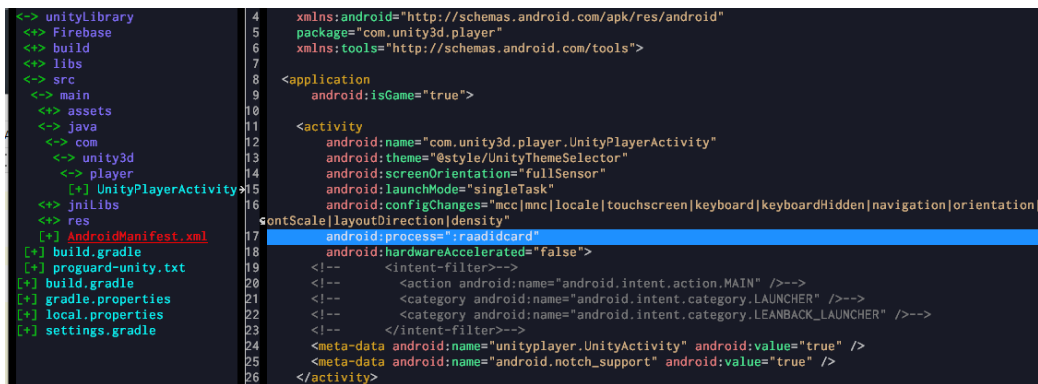 <-> unityLibrary
<+> Firebase
<+> build
<+> libs
<-> src
<-> main
<+> assets
<-> java
<-> com
<-> unity3d
<-> player
[+] UnityPlayerActivity→
<+> jniLibs
<+> res
[+] AndroidManifest.xml
[+] build.gradle
[+] proguard-unity.txt
[+] build.gradle
[+] gradle.properties
[+] local.properties
[+] settings.gradle
4 xmlns:android="http://schemas.android.com/apk/res/android"
5 package="com.unity3d.player"
6 xmlns:tools="http://schemas.android.com/tools">
7
8 <application
9 android:isGame="true">
10
11 <activity
12 android:name="com.unity3d.player.UnityPlayerActivity"
13 android:theme="@style/UnityThemeSelector"
14 android:screenOrientation="fullSensor"
15 android:launchMode="singleTask"
16 android:configChanges="mcc|mnc|locale|touchscreen|keyboard|keyboardHidden|navigation|orientation|
ontScale|layoutDirection|density"
17 android:process=":raadidcard"
18 android:hardwareAccelerated="false">
19 <!-- <intent-filter>-->
20 <!-- <action android:name="android.intent.action.MAIN" />-->
21 <!-- <category android:name="android.intent.category.LAUNCHER" />-->
22 <!-- <category android:name="android.intent.category.LEANBACK_LAUNCHER" />-->
23 <!-- </intent-filter>-->
24 <meta-data android:name="unityplayer.UnityActivity" android:value="true" />
25 <meta-data android:name="android.notch_support" android:value="true" />
26 </activity>